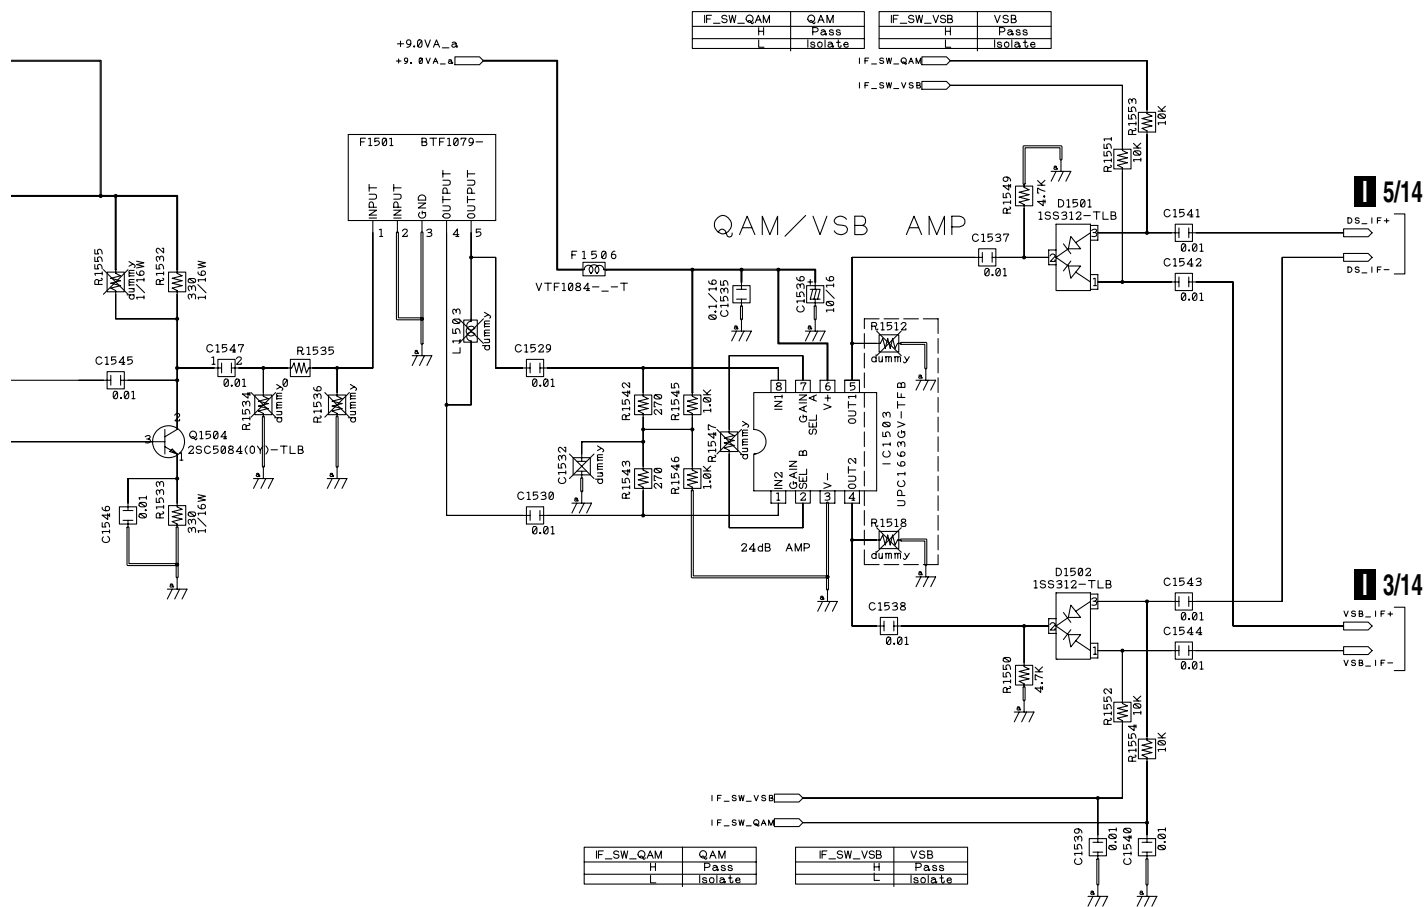 IF_SW_QAM QAM
H Pass
L Isolate
IF_SW_VSB VSB
H Pass
L Isolate
+9.0VA_a
+9.0VA_a
IF_SW_QAM
IF_SW_VSB
R1553
10K
R1551
10K
F1501 BTF1079-
INPUT
INPUT
GND
OUTPUT
OUTPUT
1 2 3 4 5
a
R1549
4.7K
a
D1501
1SS312-TLB
3
2
1
C1541
0.01
C1542
0.01
I 5/14
DS_IF+
DS_IF-
QAM/VSB AMP
C1537
0.01
R1555
dummy
1/16W
R1532
330
1/16W
F1506
VTF1084-_-T
0.1/16
C1535
a
C1536
+
10/16
a
L1503
dummy
R1512
dummy
a
C1545
0.01
C1547
1 2
0.01
R1535
0
R1534
dummy
a
R1536
dummy
a
C1529
0.01
R1542
270
R1545
1.0K
R1547
dummy
8 7 6 5
IN1
GAIN
SEL A
V+
OUT1
IC1503
UPC1663GV-TFB
IN2
GAIN
SEL B
V-
OUT2
1 2 3 4
2
3
1
Q1504
2SC5084(OY)-TLB
C1532
dummy
a
R1543
270
R1546
1.0K
C1530
0.01
24dB AMP
a
R1518
dummy
a
C1546
0.01
R1533
330
1/16W
a
C1538
0.01
D1502
1SS312-TLB
3
2
1
C1543
0.01
C1544
0.01
I 3/14
VSB_IF+
VSB_IF-
R1550
4.7K
a
R1552
10K
R1554
10K
IF_SW_VSB
IF_SW_QAM
C1539
0.01
a
C1540
0.01
a
IF_SW_QAM QAM
H Pass
L Isolate
IF_SW_VSB VSB
H Pass
L Isolate